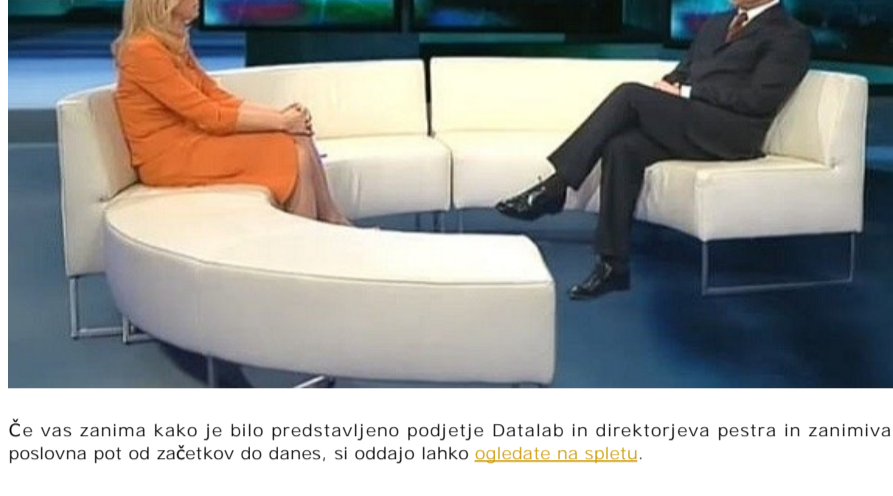 Če vas zanima kako je bilo predstavljeno podjetje Datalab in direktorjeva pestra in zanimiva
poslovna pot od začetkov do danes, si oddajo lahko ogledate na spletu.